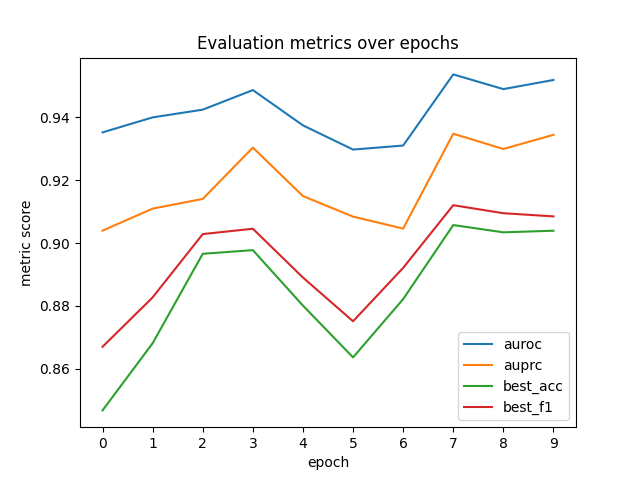 Evaluation metrics over epochs
metric score
0.94
0.92
0.90
0.88
0.86
auroc
auprc
best_acc
best_f1
0 1 2 3 4 5 6 7 8 9
epoch